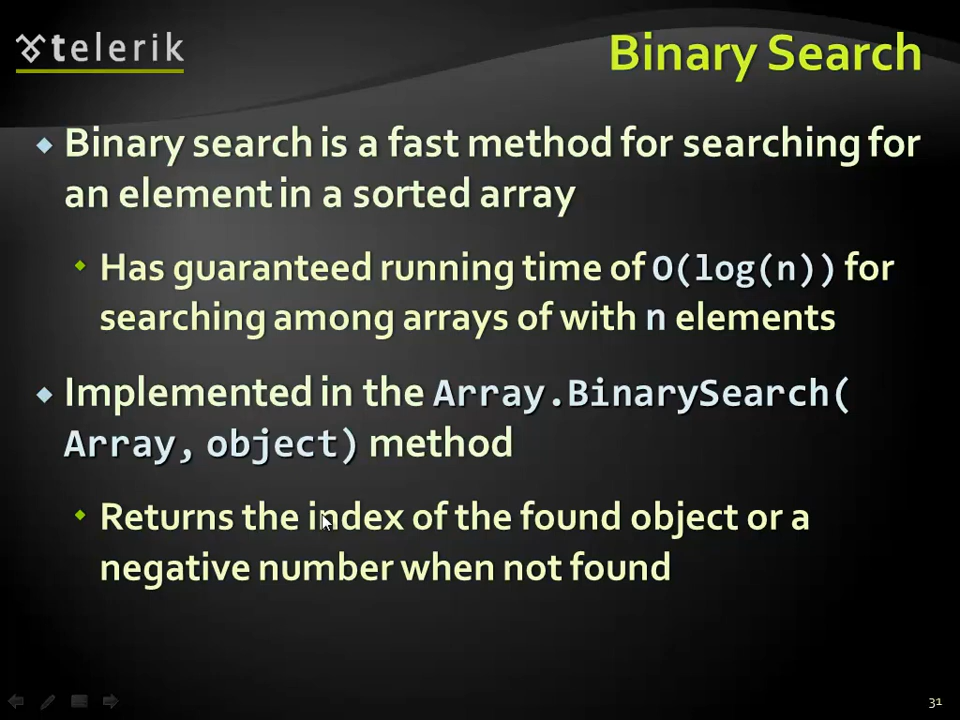 telerik
Binary Search
Binary search is a fast method for searching for
an element in a sorted array
Has guaranteed running time of O(log(n)) for
searching among arrays of with n elements
Implemented in the Array.BinarySearch(
Array, object) method
Returns the index of the found object or a
negative number when not found
31